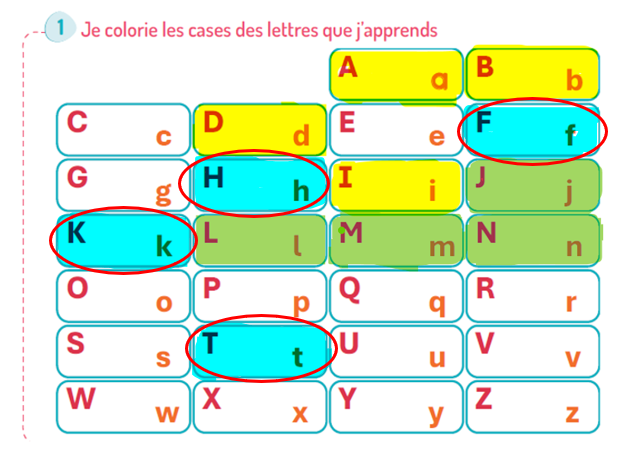 1 Je colorie les cases des lettres que j'apprends
A a B b
C c D d E e F f
G g H h I i J j
K k L l M m N n
O o P p Q q R r
S s T t U u V v
W w X x Y y Z z